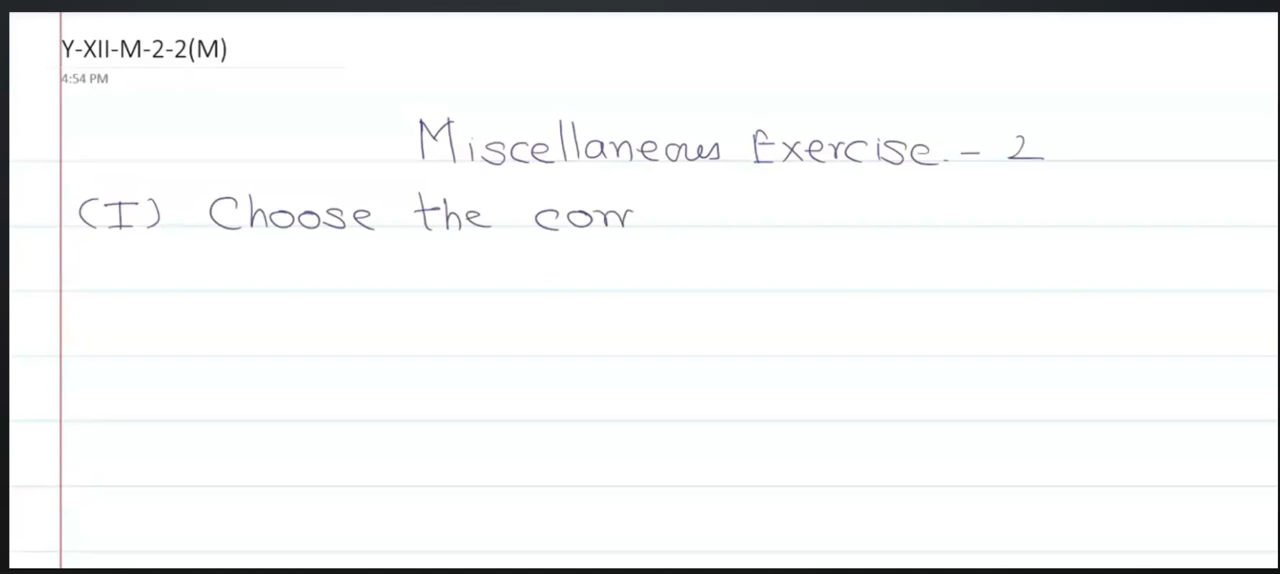 Y-XII-M-2-2(M)
4:54 PM
Miscellaneous Exercise - 2
(I) Choose the corr